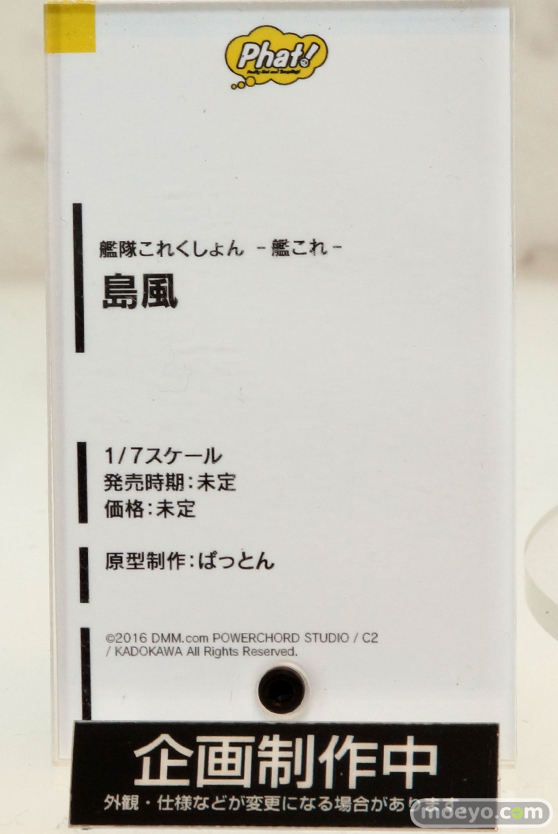 Phat!
艦隊これくしょん -艦これ-
島風
1/7スケール
発売時期:未定
価格:未定
原型制作:ぱっとん
©2016 DMM.com POWERCHORD STUDIO / C2
/ KADOKAWA All Rights Reserved.
企画制作中
外観・仕様などが変更になる場合があります
moeyo.com